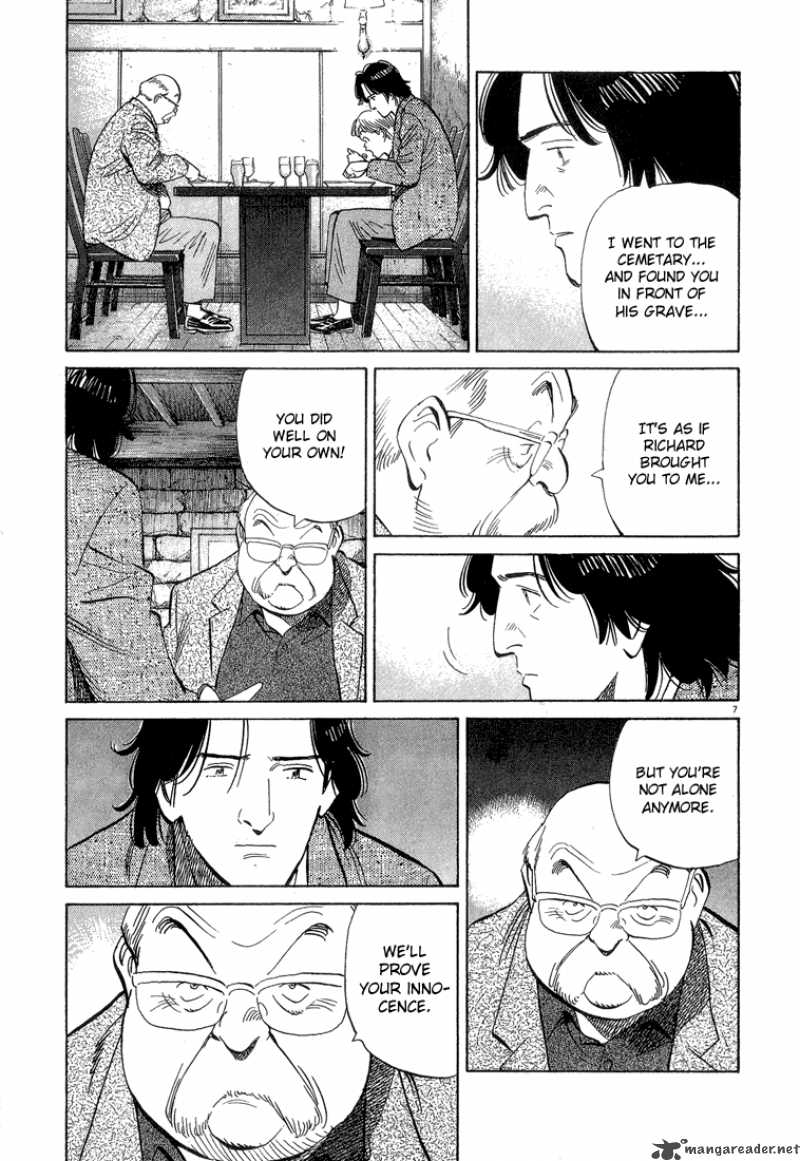 I WENT TO THE
CEMETARY...
AND FOUND YOU
IN FRONT OF
HIS GRAVE...
IT'S AS IF
RICHARD
BROUGHT
YOU TO ME...
YOU DID
WELL ON
YOUR OWN!
7
BUT YOU'RE
NOT ALONE
ANYMORE.
WE'LL
PROVE
YOUR INNO-
CENCE.
mangareader.net